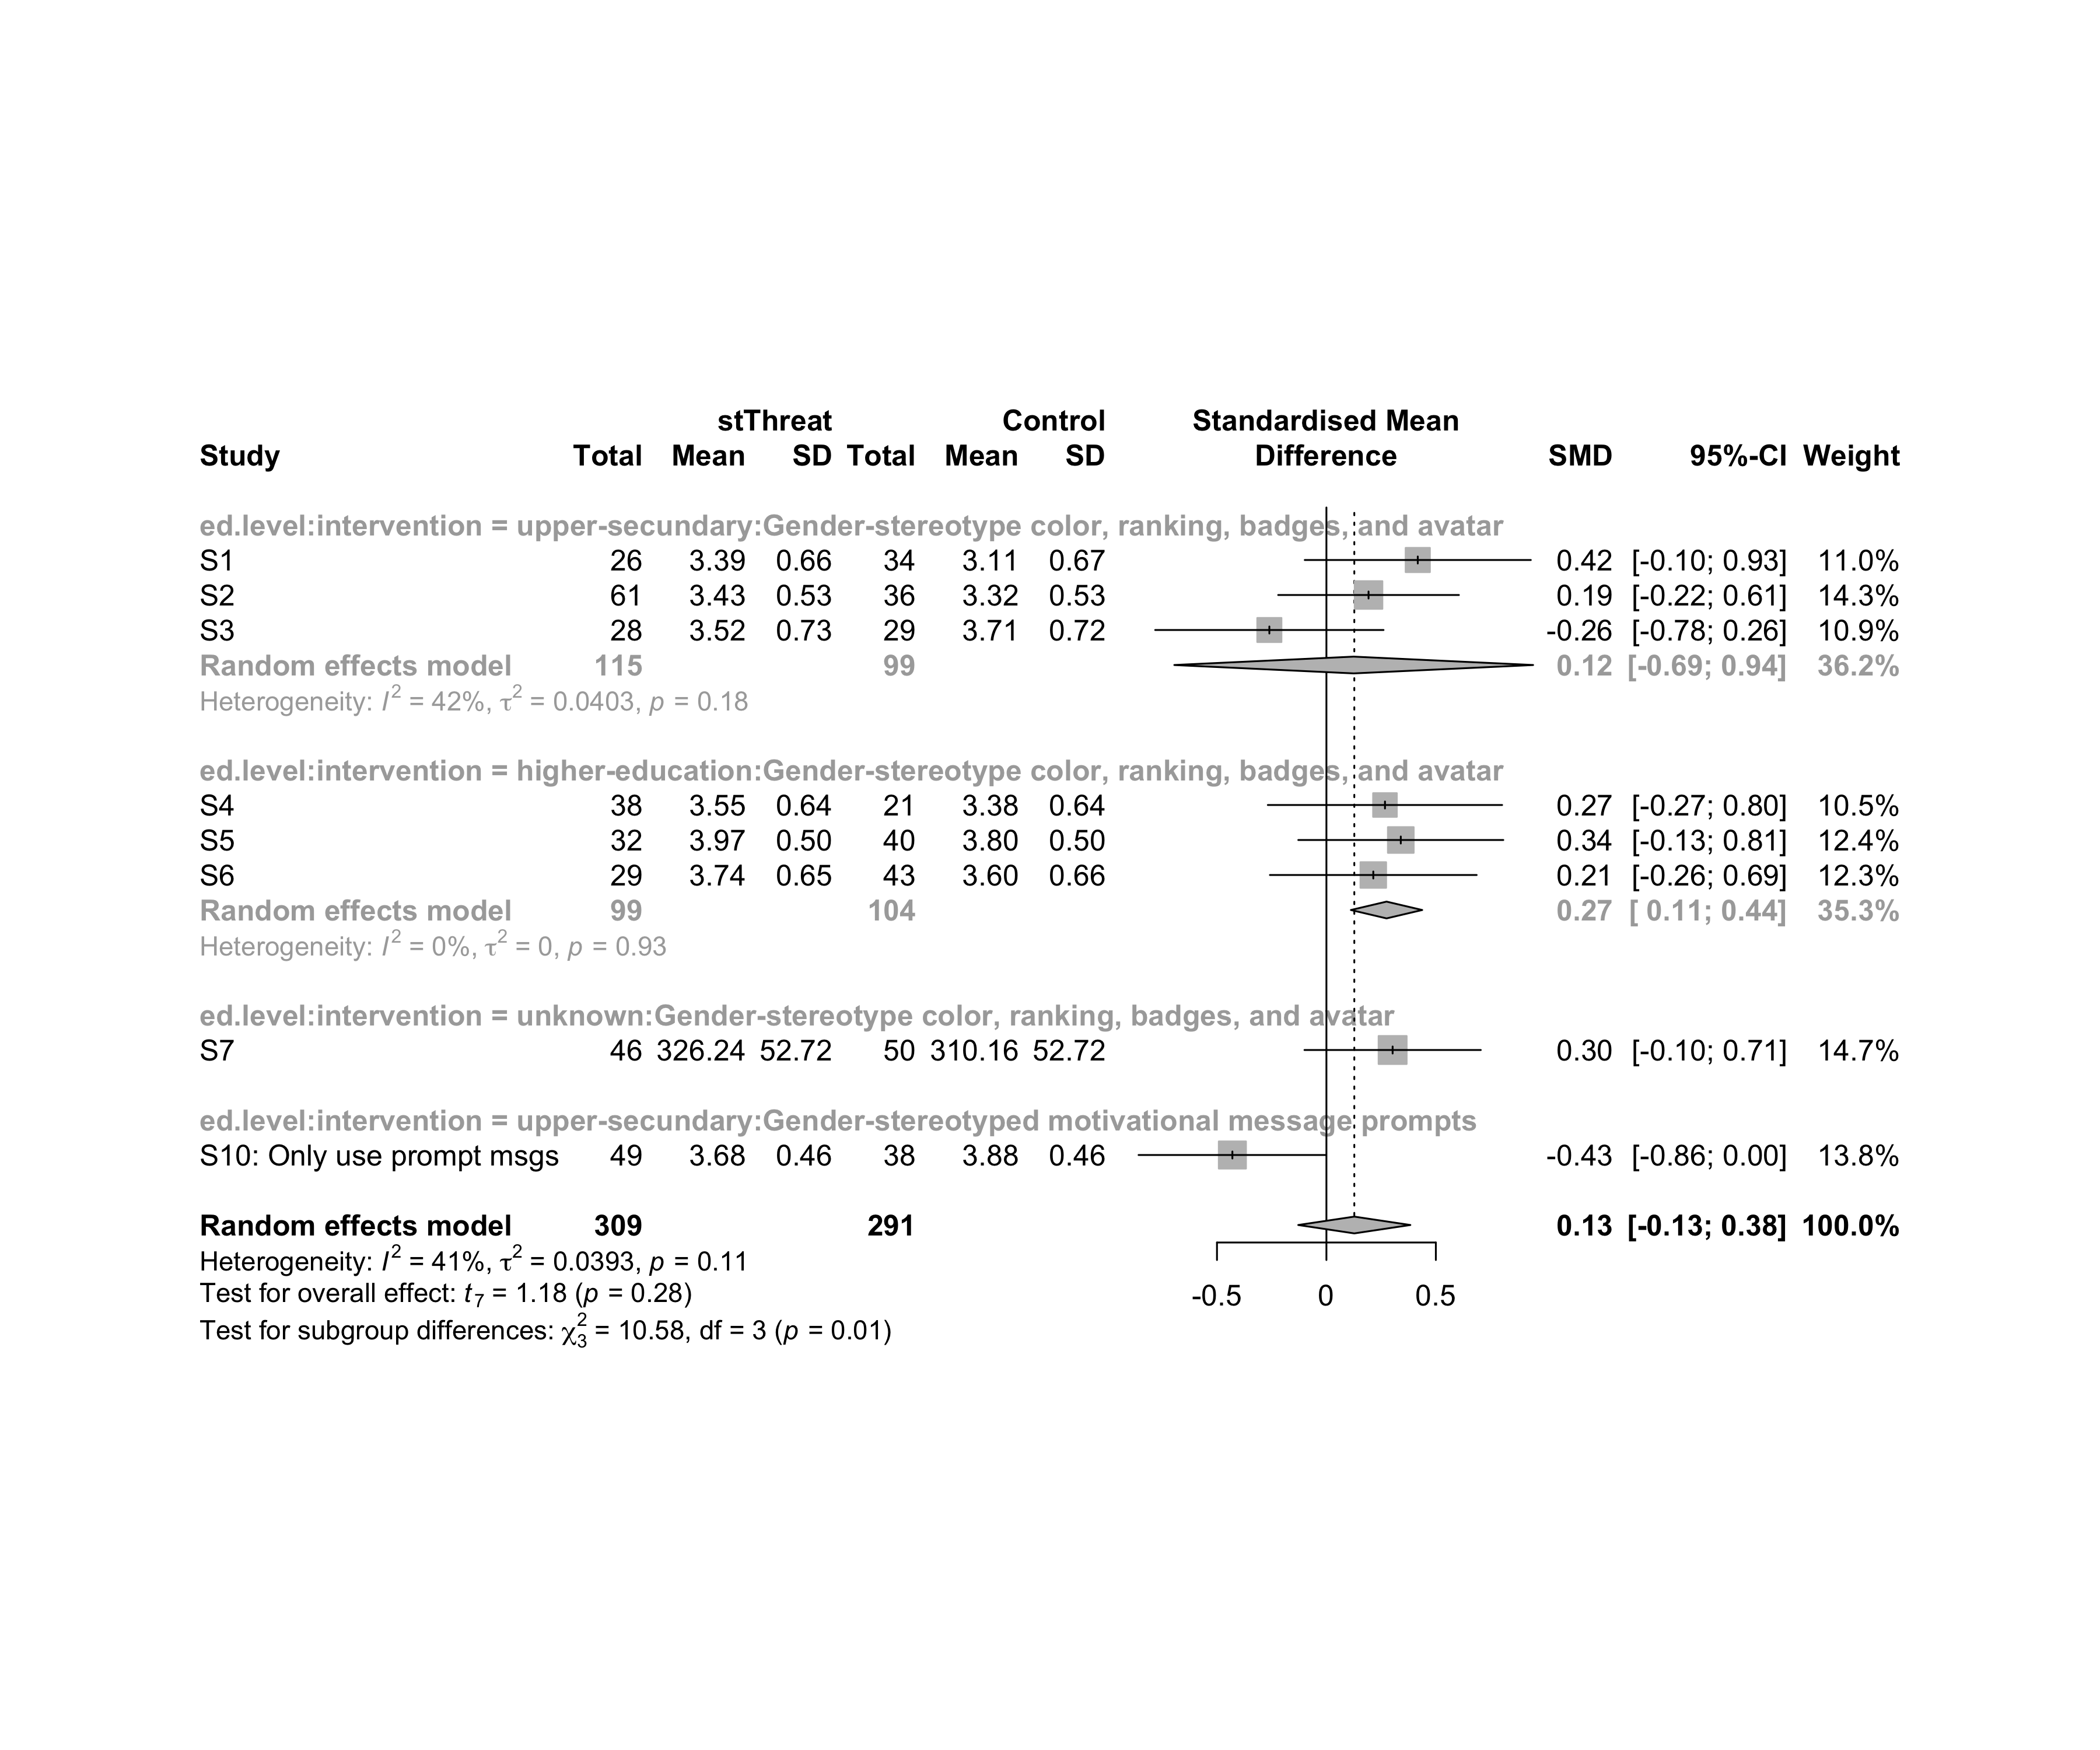 stThreat Control Standardised Mean
Study Total Mean SD Total Mean SD Difference SMD 95%-CI Weight
ed.level:intervention = upper-secundary:Gender-stereotype color, ranking, badges, and avatar
S1 26 3.39 0.66 34 3.11 0.67 0.42 [-0.10; 0.93] 11.0%
S2 61 3.43 0.53 36 3.32 0.53 0.19 [-0.22; 0.61] 14.3%
S3 28 3.52 0.73 29 3.71 0.72 -0.26 [-0.78; 0.26] 10.9%
Random effects model 115 99 0.12 [-0.69; 0.94] 36.2%
Heterogeneity: I² = 42%, τ² = 0.0403, p = 0.18
ed.level:intervention = higher-education:Gender-stereotype color, ranking, badges, and avatar
S4 38 3.55 0.64 21 3.38 0.64 0.27 [-0.27; 0.80] 10.5%
S5 32 3.97 0.50 40 3.80 0.50 0.34 [-0.13; 0.81] 12.4%
S6 29 3.74 0.65 43 3.60 0.66 0.21 [-0.26; 0.69] 12.3%
Random effects model 99 104 0.27 [ 0.11; 0.44] 35.3%
Heterogeneity: I² = 0%, τ² = 0, p = 0.93
ed.level:intervention = unknown:Gender-stereotype color, ranking, badges, and avatar
S7 46 326.24 52.72 50 310.16 52.72 0.30 [-0.10; 0.71] 14.7%
ed.level:intervention = upper-secundary:Gender-stereotyped motivational message prompts
S10: Only use prompt msgs 49 3.68 0.46 38 3.88 0.46 -0.43 [-0.86; 0.00] 13.8%
Random effects model 309 291 0.13 [-0.13; 0.38] 100.0%
Heterogeneity: I² = 41%, τ² = 0.0393, p = 0.11
Test for overall effect: t₇ = 1.18 (p = 0.28) -0.5 0 0.5
Test for subgroup differences: χ₃² = 10.58, df = 3 (p = 0.01)